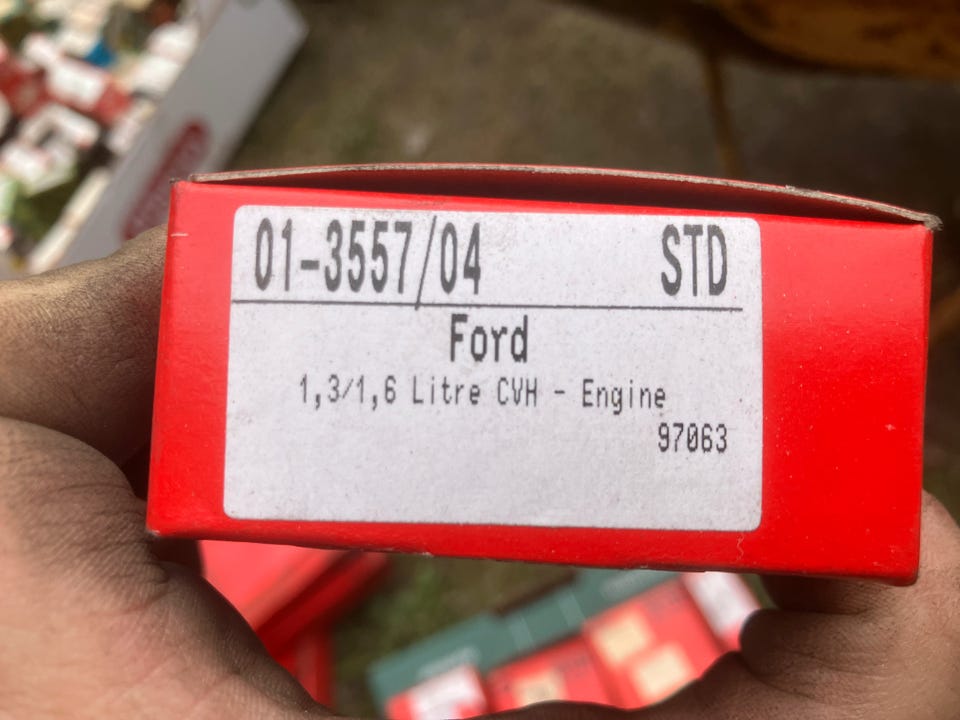 01-3557/04 STD
Ford
1,3/1,6 Litre CVH - Engine
97063